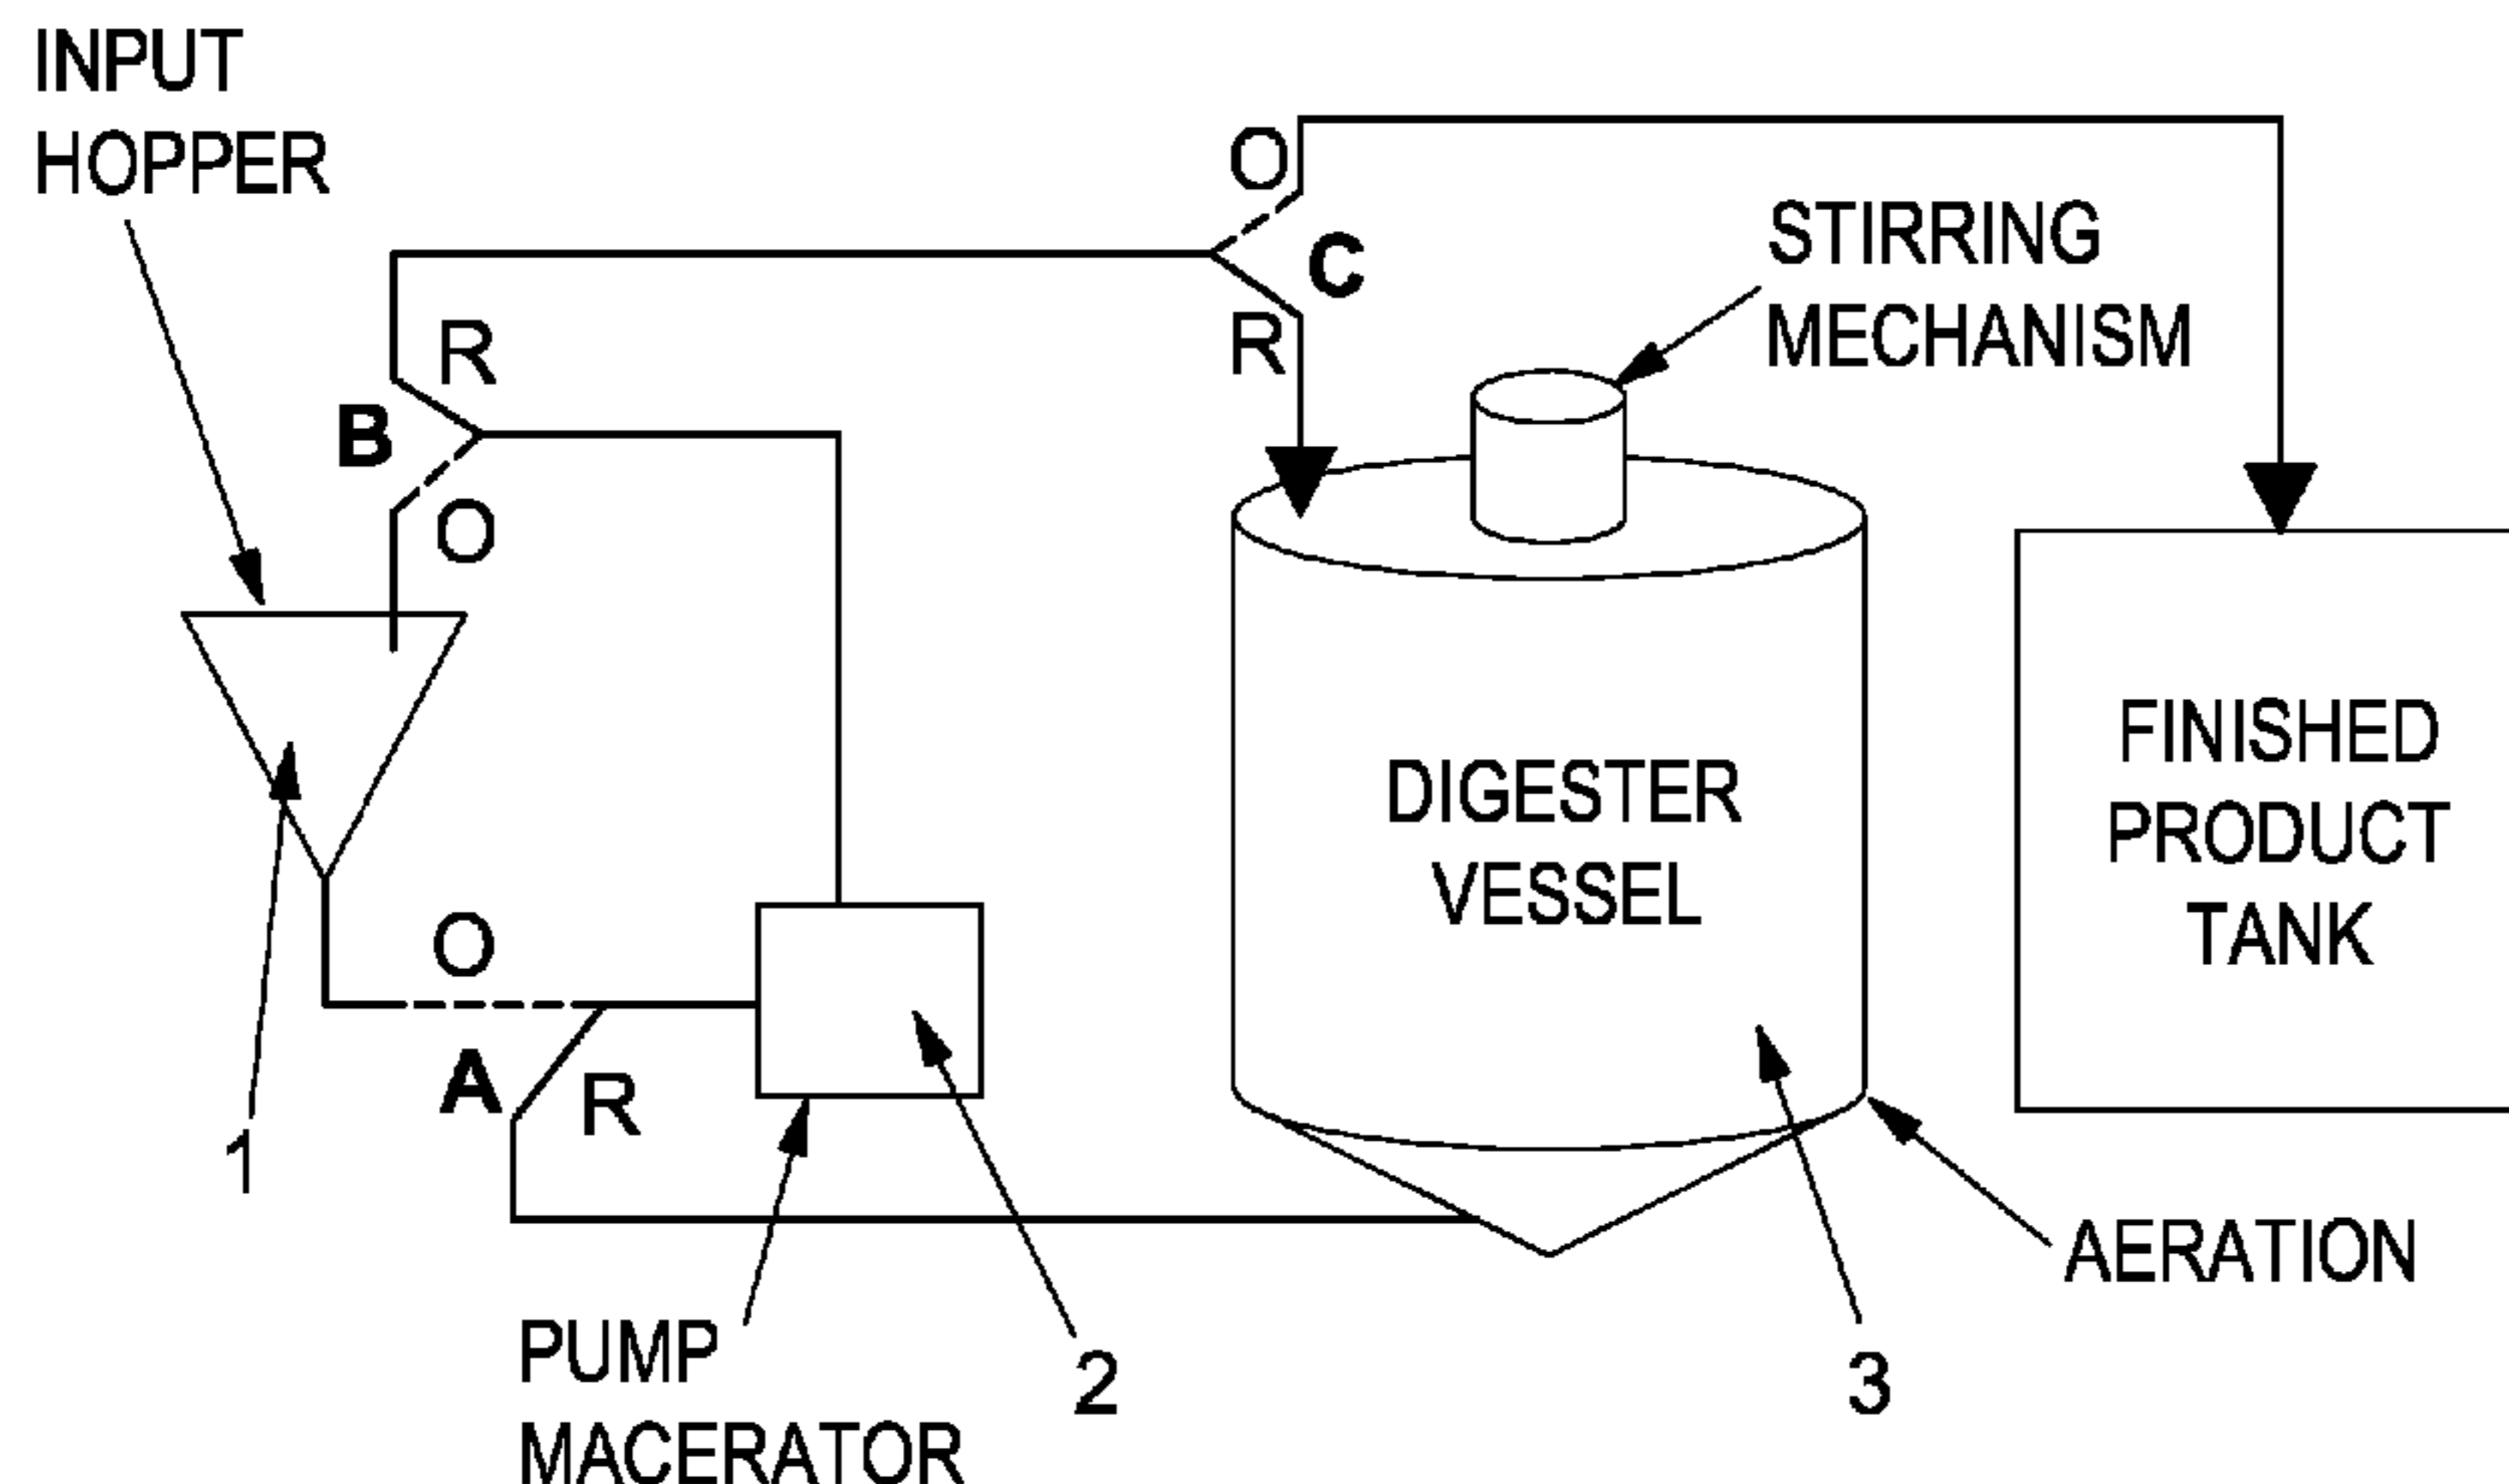 INPUT
HOPPER
O
C
R
STIRRING
MECHANISM
R
B
O
DIGESTER
VESSEL
FINISHED
PRODUCT
TANK
O
A
R
1
AERATION
PUMP
MACERATOR
2
3